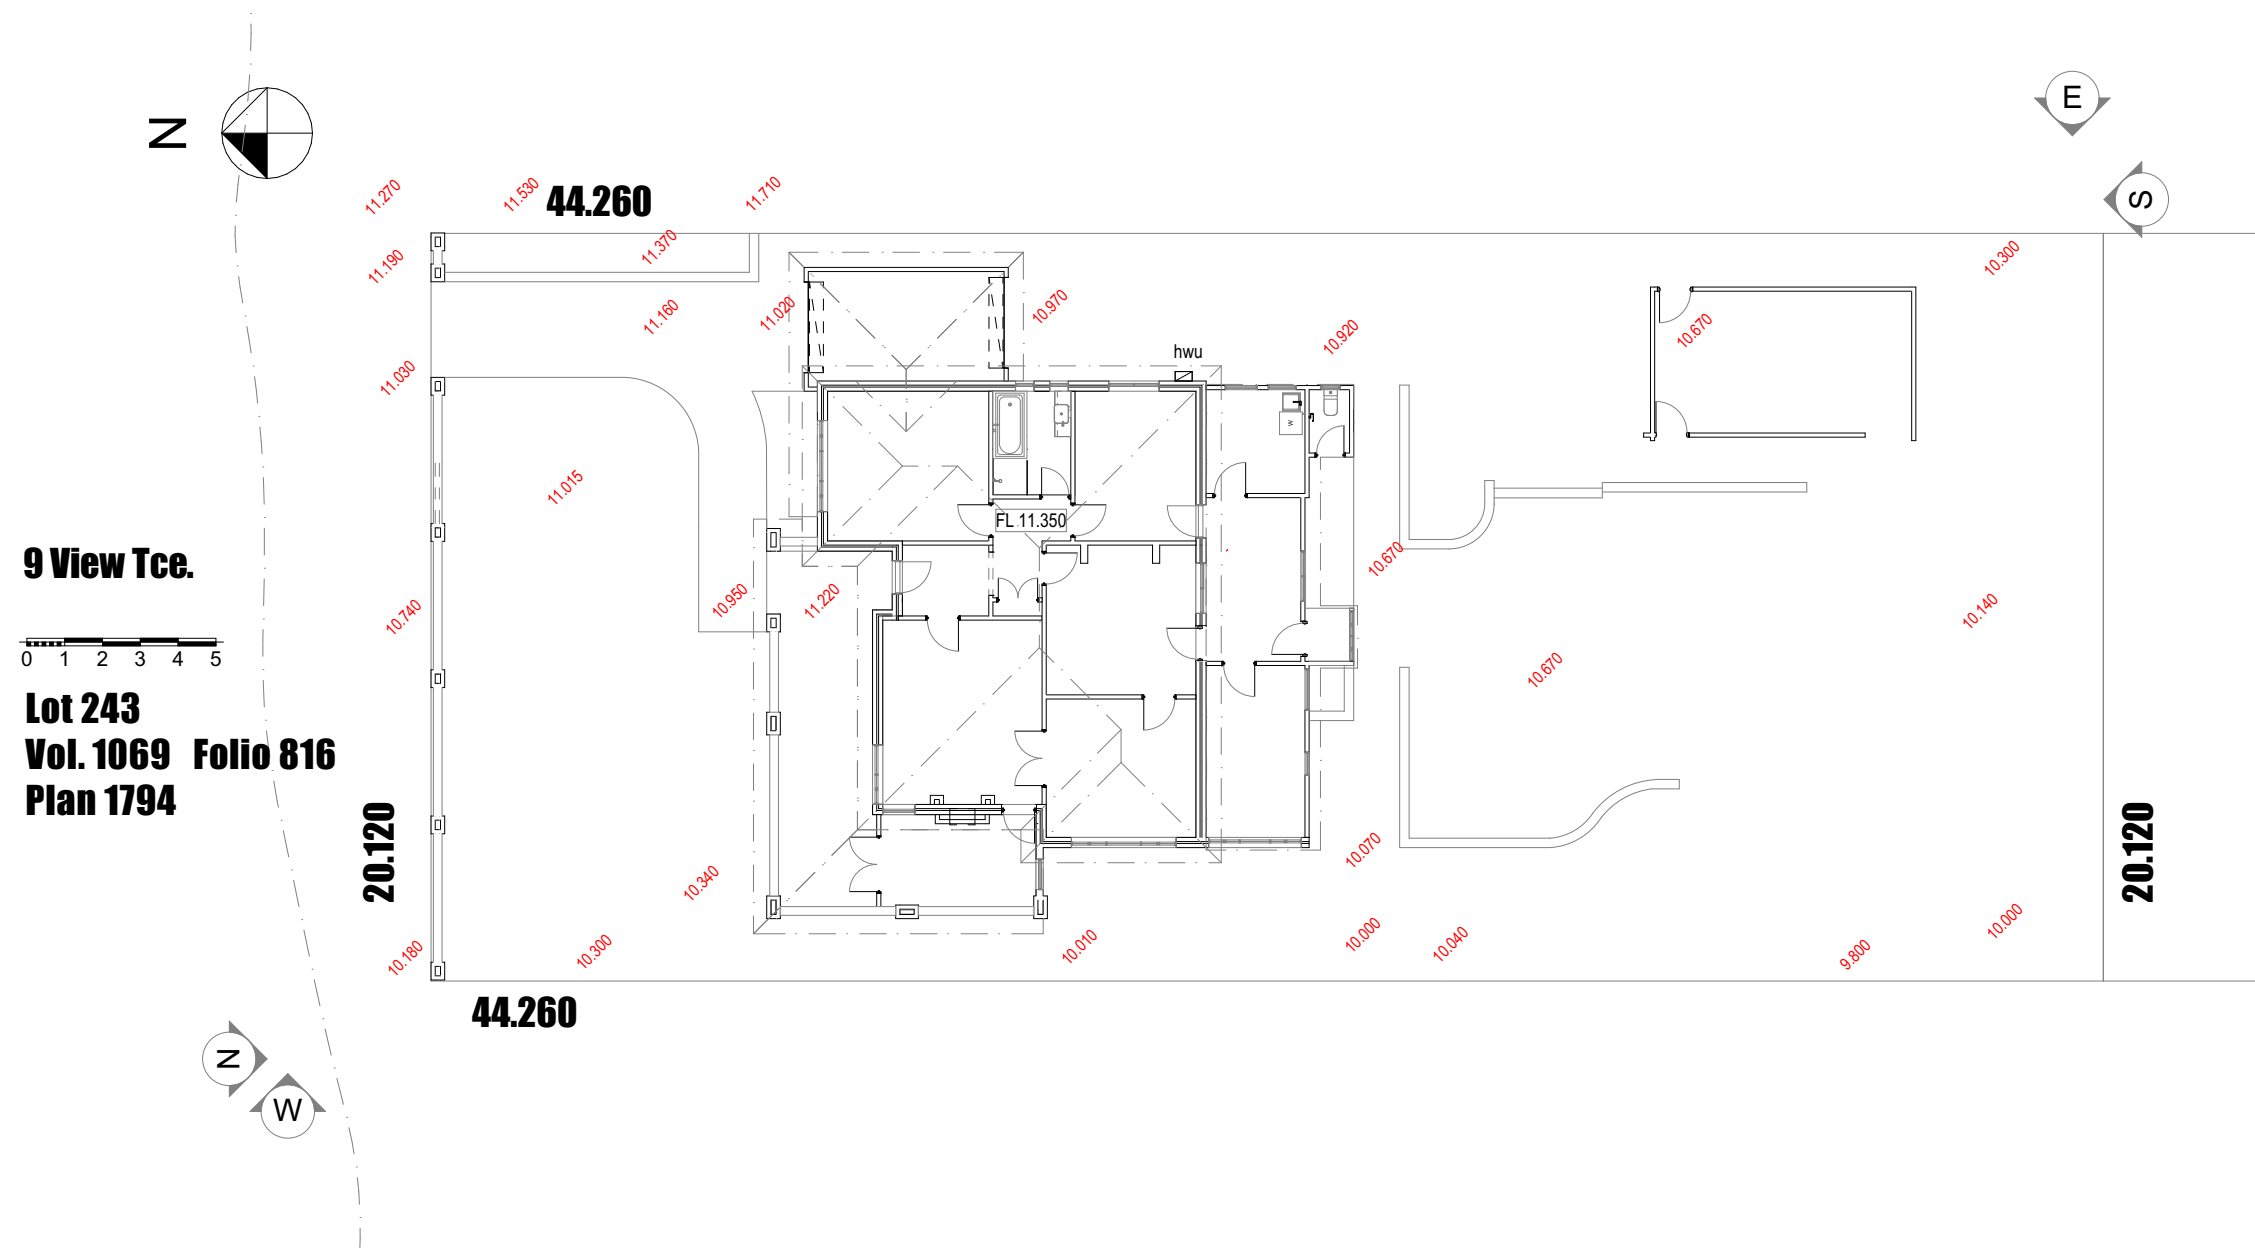 N
E
S
11.270
11.530
44.260
11.710
11.190
11.370
10.300
11.160
11.020
10.970
10.920
10.670
hwu
11.030
W
11.015
FL 11.350
9 View Tce.
10.670
10.740
10.950
11.220
10.140
0 1 2 3 4 5
10.670
Lot 243
Vol. 1069 Folio 816
Plan 1794
20.120
10.340
10.070
20.120
10.180
10.300
10.010
10.000
10.040
9.800
10.000
44.260
N
W